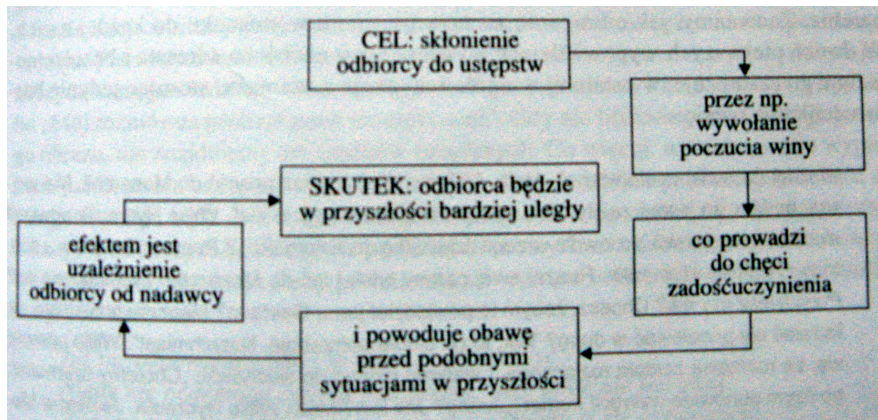 CEL: skłonienie
odbiorcy do ustępstw
przez np.
wywołanie
poczucia winy
co prowadzi
do chęci
zadośćuczynienia
i powoduje obawę
przed podobnymi
sytuacjami w przyszłości
efektem jest
uzależnienie
odbiorcy od nadawcy
SKUTEK: odbiorca będzie
w przyszłości bardziej uległy